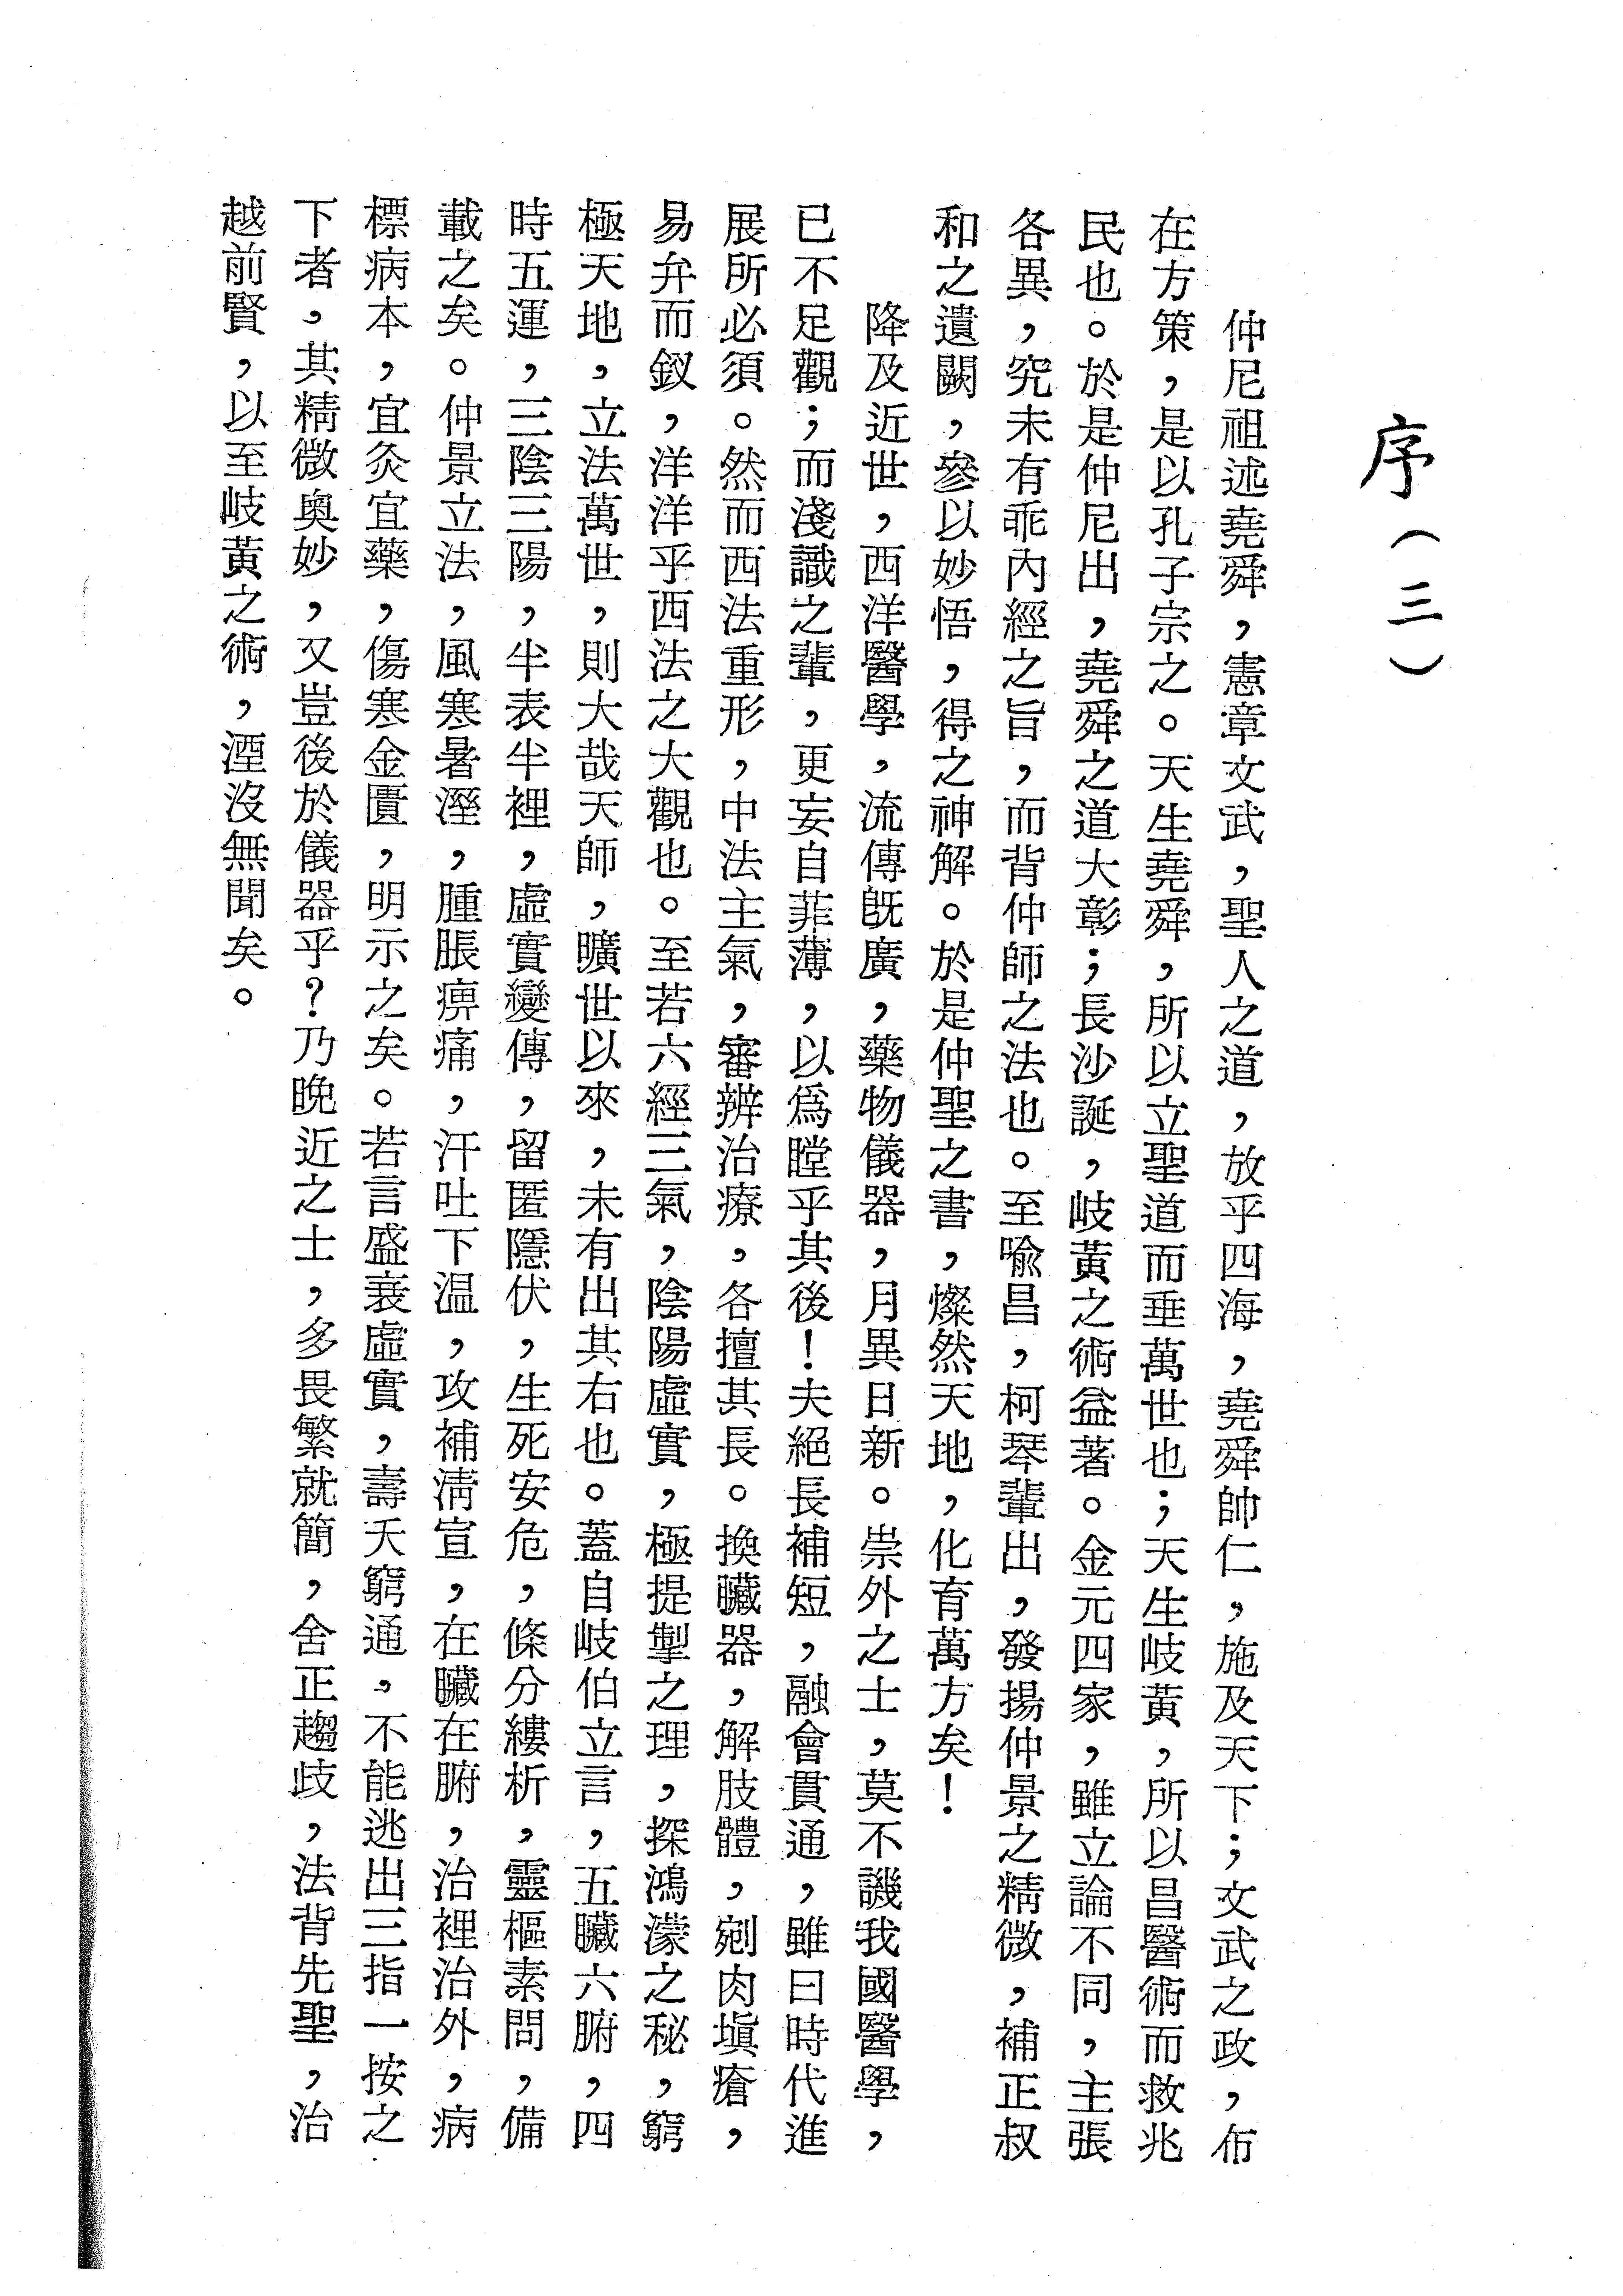 序（三）
仲尼祖述堯舜，憲章文武，聖人之道，放乎四海，堯舜帥仁，施及天下；文武之政，布
在方策，是以孔子宗之。天生堯舜，所以立聖道而垂萬世也；天生岐黃，所以昌醫術而救兆
民也。於是仲尼出，堯舜之道大彰；長沙誕，岐黃之術益著。金元四家，雖立論不同，主張
各異，究未有乖內經之旨，而背仲師之法也。至喩昌，柯琴輩出，發揚仲景之精微，補正叔
和之遺闕，參以妙悟，得之神解。於是仲聖之書，燦然天地，化育萬方矣！
降及近世，西洋醫學，流傳旣廣，藥物儀器，月異日新。崇外之士，莫不譏我國醫學，
已不足觀；而淺識之輩，更妄自菲薄，以爲瞠乎其後！夫絕長補短，融會貫通，雖曰時代進
展所必須。然而西法重形，中法主氣，審辨治療，各擅其長。換臟器，解肢體，剜肉塡瘡，
易弁而釵，洋洋乎西法之大觀也。至若六經三氣，陰陽虛實，極提掣之理，探鴻濛之秘，窮
極天地，立法萬世，則大哉天師，曠世以來，未有出其右也。蓋自岐伯立言，五臟六腑，四
時五運，三陰三陽，半表半裡，虛實變傳，留匿隱伏，生死安危，條分縷析，靈樞素問，備
載之矣。仲景立法，風寒暑溼，腫脹痹痛，汗吐下温，攻補淸宣，在臟在腑，治裡治外，病
標病本，宜灸宜藥，傷寒金匱，明示之矣。若言盛衰虛實，壽夭窮通，不能逃出三指一按之
下者，其精微奧妙，又豈後於儀器乎？乃晚近之士，多畏繁就簡，舍正趨歧，法背先聖，治
越前賢，以至岐黃之術，湮沒無聞矣。